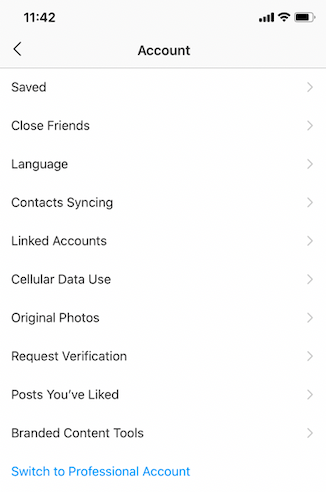 11:42
Account
Saved
Close Friends
Language
Contacts Syncing
Linked Accounts
Cellular Data Use
Original Photos
Request Verification
Posts You’ve Liked
Branded Content Tools
Switch to Professional Account